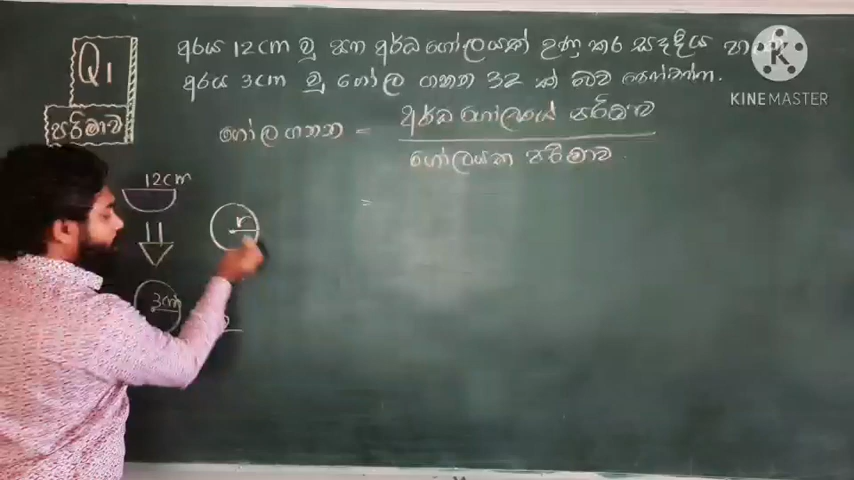 Q1
පරිමාව
අරය 12cm වූ ඝන අර්ධ ගෝලයක් උණු කර සෑදිය
අරය 3cm වූ ගෝල ගණන 32 ක් බව පෙන්වන්න.
ගෝල ගණන = අර්ධ ගෝලයේ පරිමාව
ගෝලයක පරිමාව
=
12cm
r
3cm
K
KINEMASTER